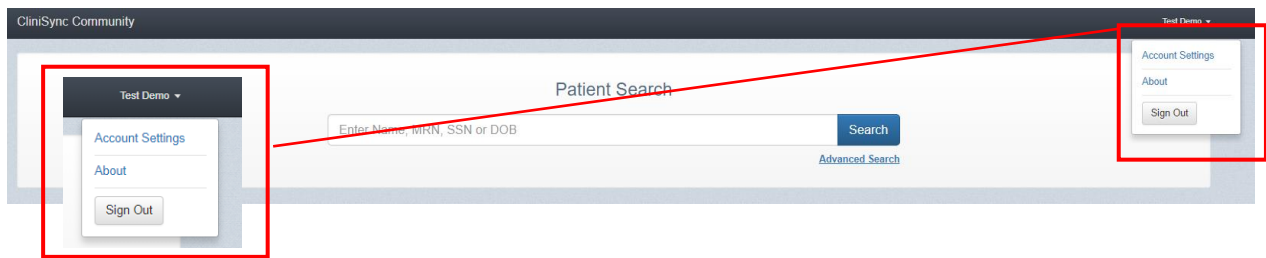 CliniSync Community
Test Demo
Account Settings
About
Sign Out
Patient Search
Enter Name, MRN, SSN or DOB
Search
Advanced Search
Test Demo
Account Settings
About
Sign Out